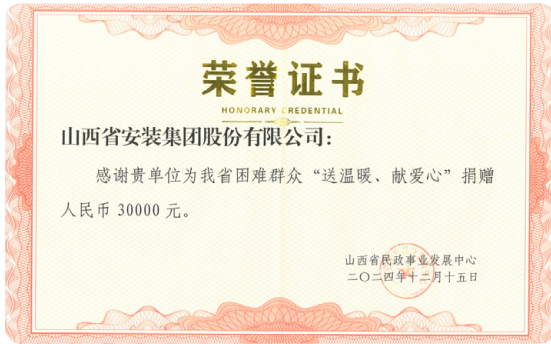 荣誉证书
HONORARY CREDENTIAL
山西省安装集团股份有限公司：
感谢贵单位为我省困难群众“送温暖、献爱心”捐赠
人民币 30000 元。
山西省民政事业发展中心
二〇二四年十二月十五日